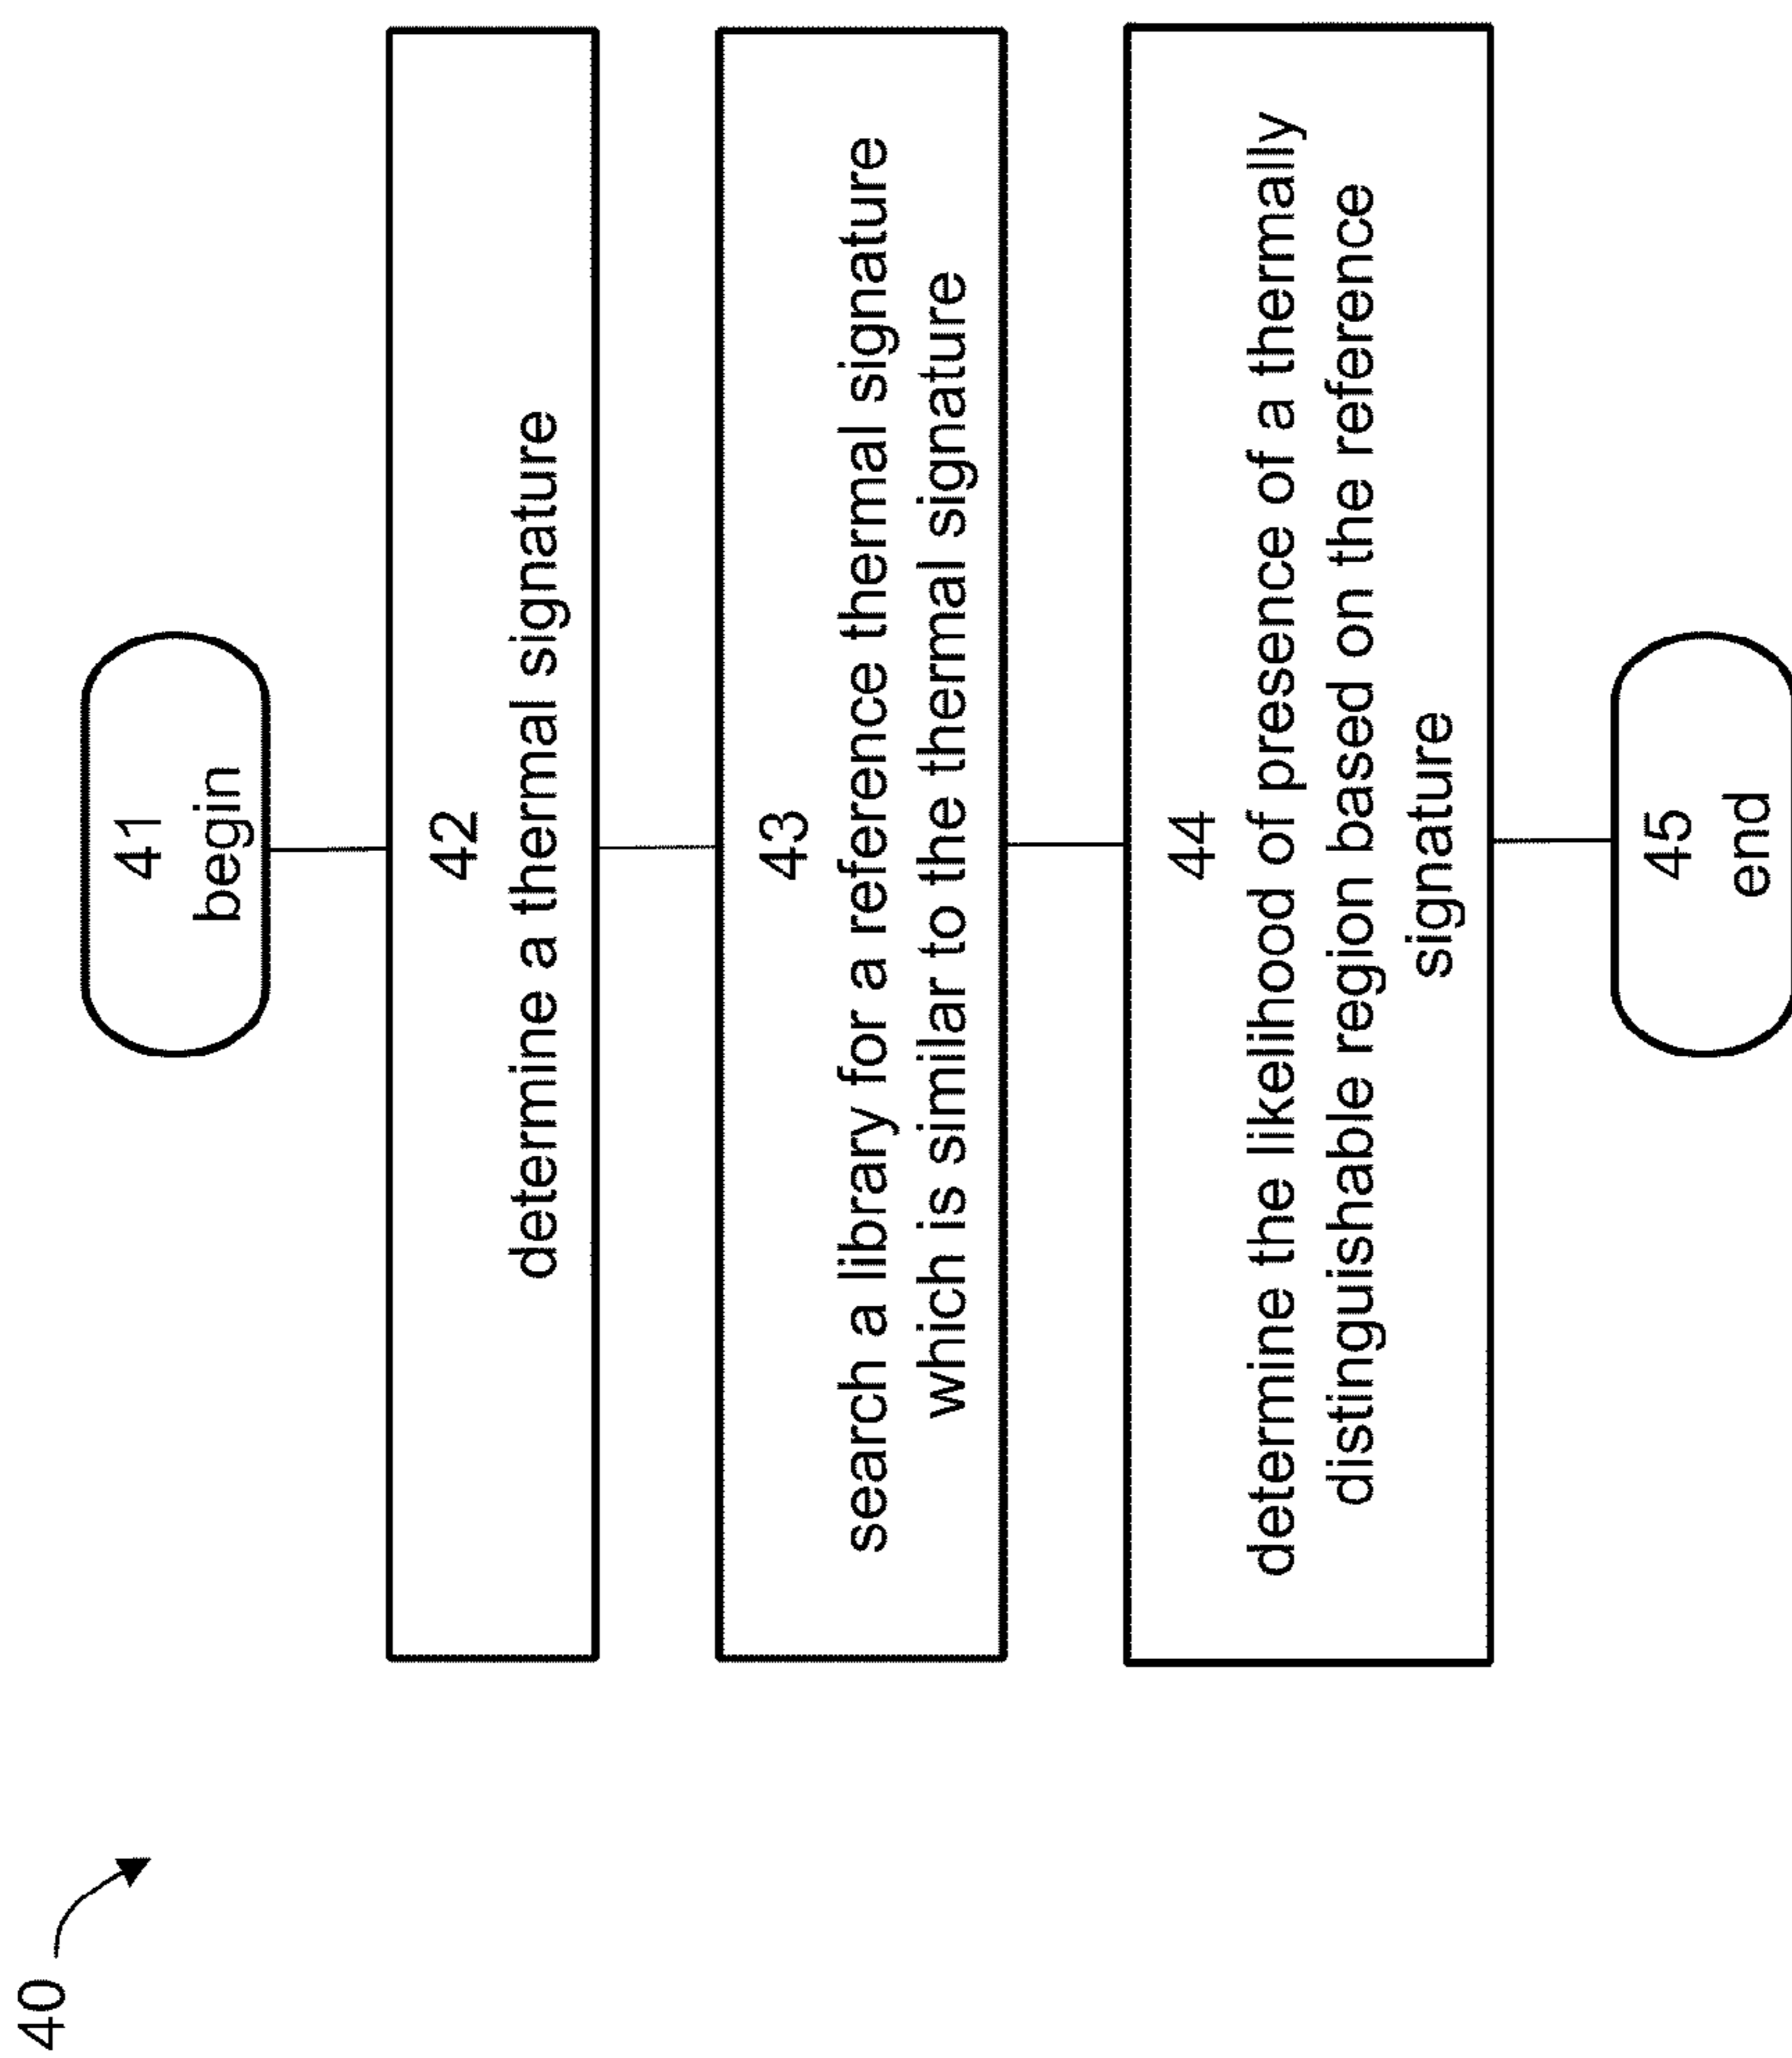 40
41
begin
42
determine a thermal signature
43
search a library for a reference thermal signature
which is similar to the thermal signature
44
determine the likelihood of presence of a thermally
distinguishable region based on the reference
signature
45
end